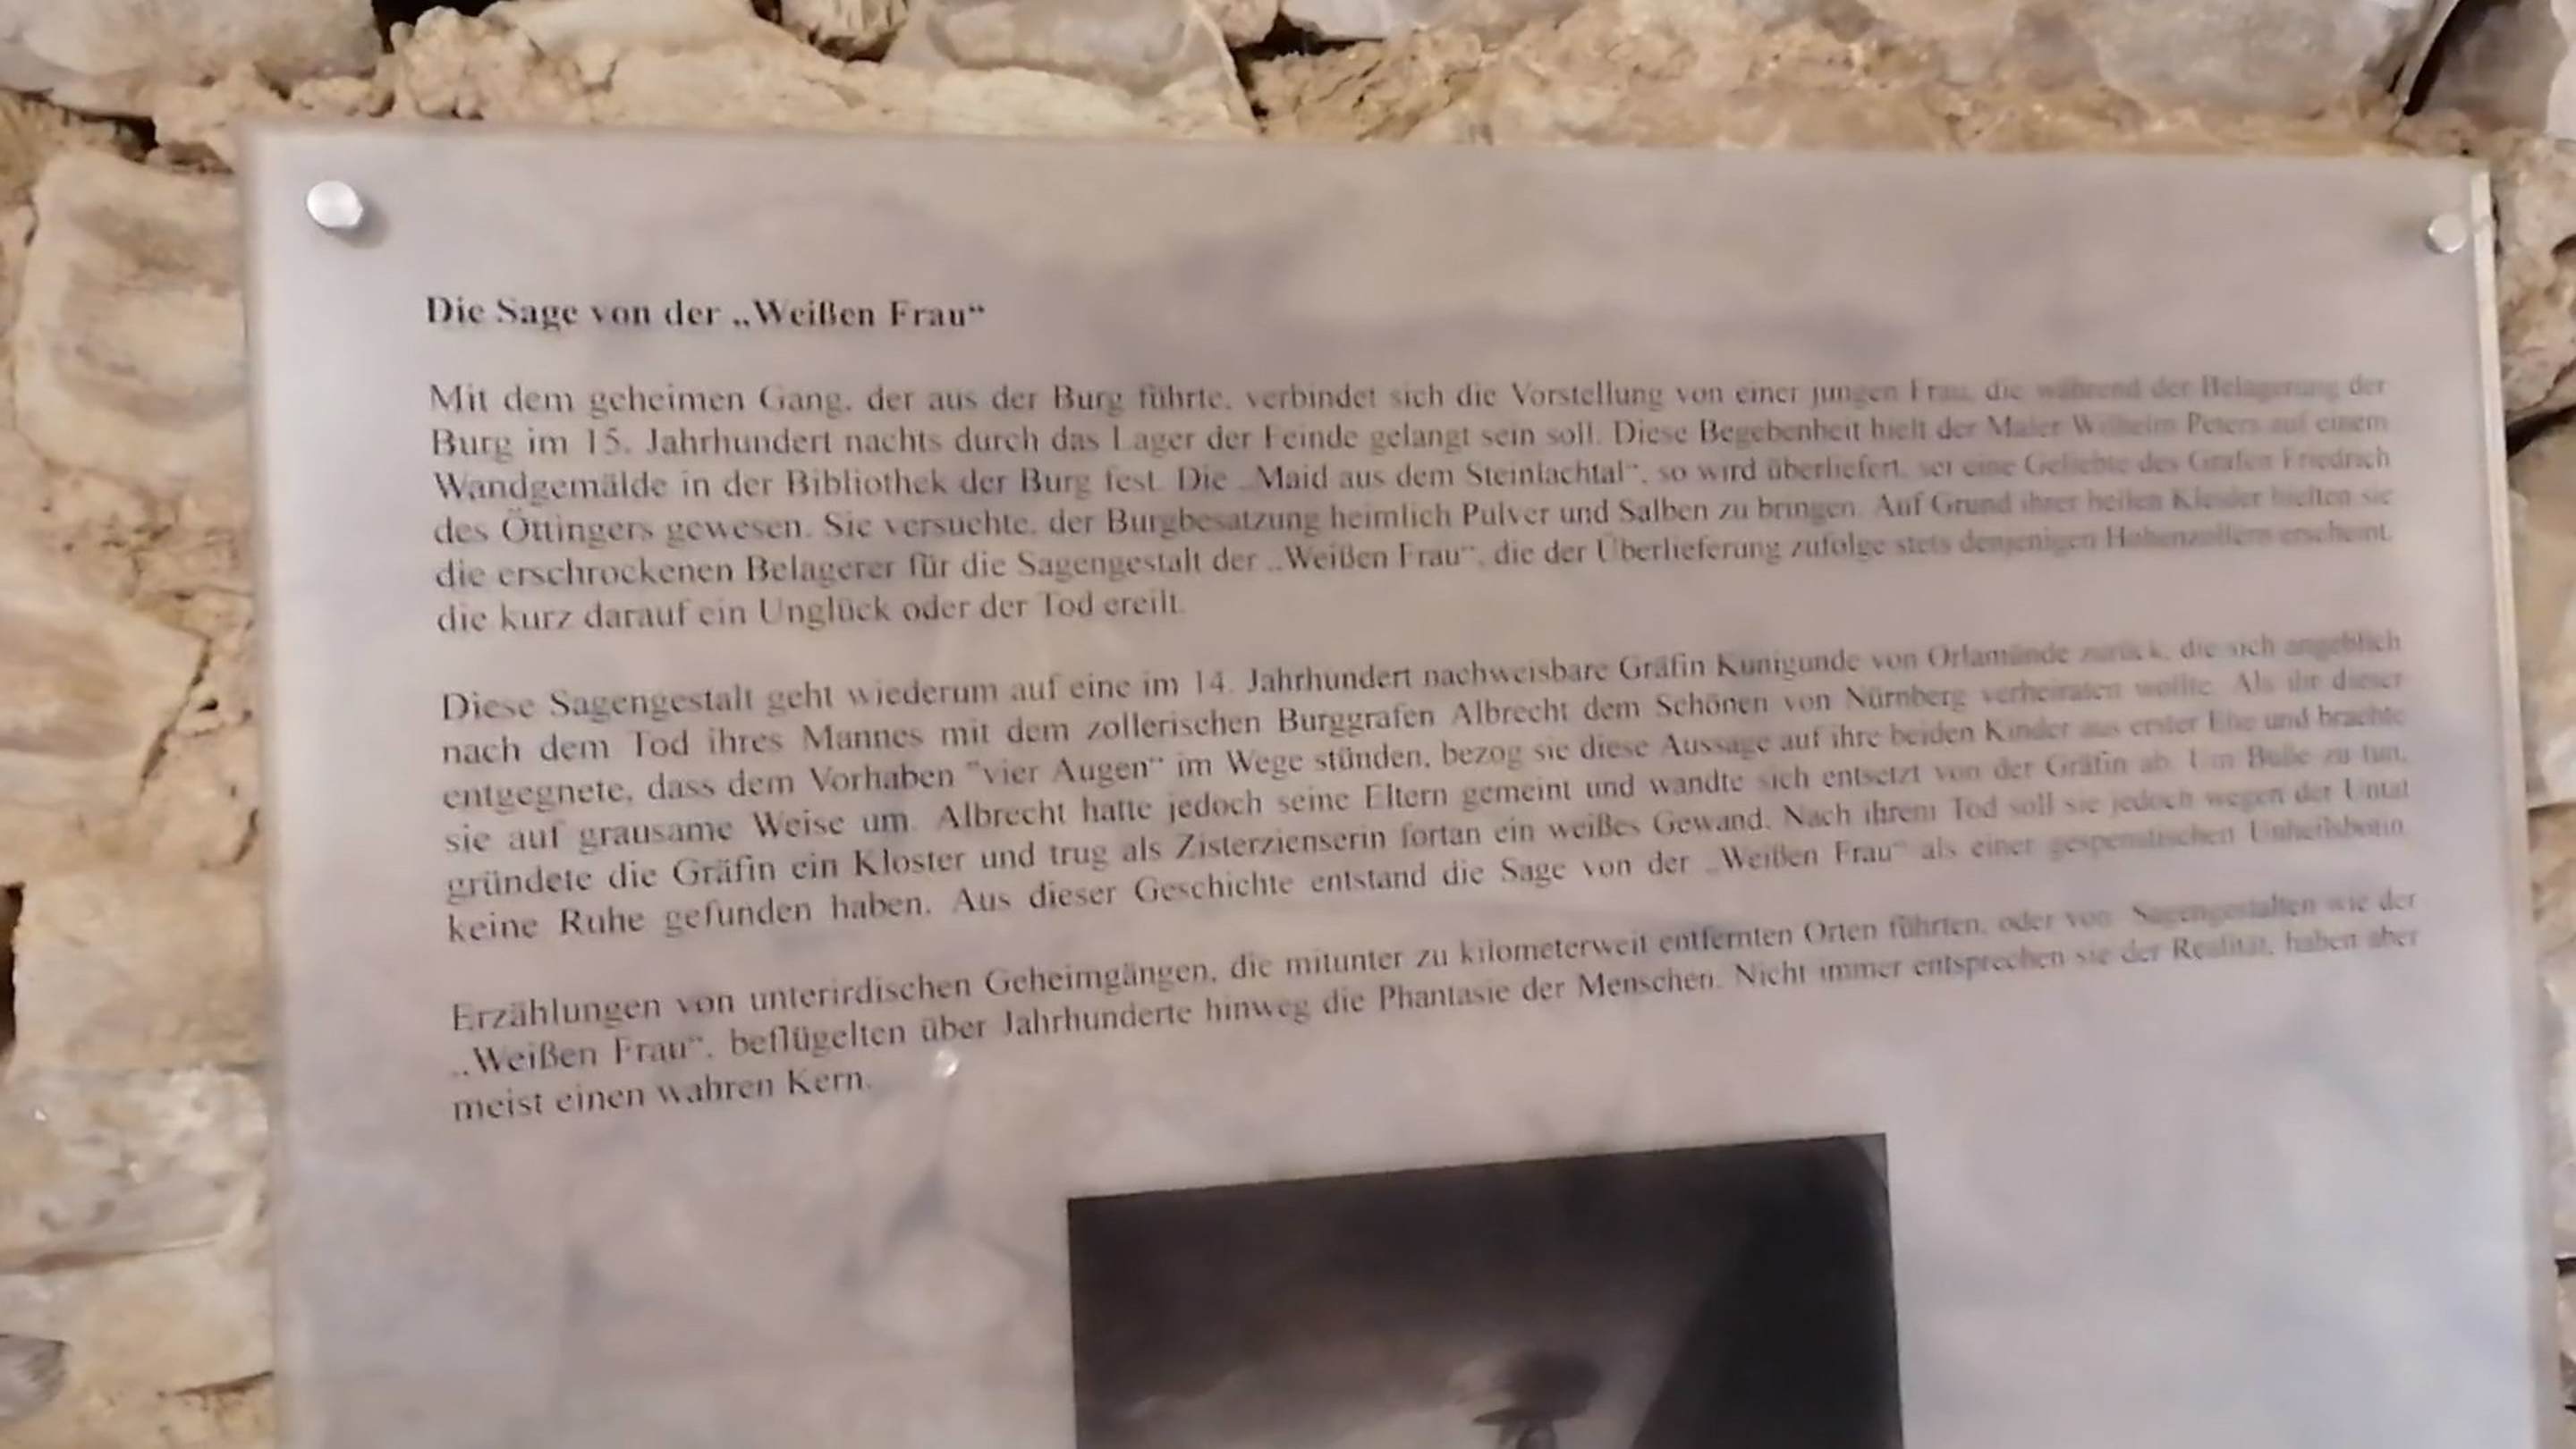 Die Sage von der „Weißen Frau“
Mit dem geheimen Gang, der aus der Burg führte, verbindet sich die Vorstellung von einer jungen Frau, die während der Belagerung der
Burg im 15. Jahrhundert nachts durch das Lager der Feinde gelangt sein soll. Diese Begebenheit hielt der Maler Wilhelm Peters auf einem
Wandgemälde in der Bibliothek der Burg fest. Die „Maid aus dem Steinlachtal“, so wird überliefert, sei eine Geliebte des Grafen Friedrich
des Öttingers gewesen. Sie versuchte, der Burgbesatzung heimlich Pulver und Salben zu bringen. Auf Grund ihrer hellen Kleider hielten sie
die erschrockenen Belagerer für die Sagengestalt der „Weißen Frau“, die der Überlieferung zufolge stets denjenigen Hohenzollern erscheint,
die kurz darauf ein Unglück oder der Tod ereilt.
Diese Sagengestalt geht wiederum auf eine im 14. Jahrhundert nachweisbare Gräfin Kunigunde von Orlamünde zurück, die sich angeblich
nach dem Tod ihres Mannes mit dem zollerischen Burggrafen Albrecht dem Schönen von Nürnberg verheiraten wollte. Als ihr dieser
entgegnete, dass dem Vorhaben "vier Augen“ im Wege stünden, bezog sie diese Aussage auf ihre beiden Kinder aus erster Ehe und brachte
sie auf grausame Weise um. Albrecht hatte jedoch seine Eltern gemeint und wandte sich entsetzt von der Gräfin ab. Um Buße zu tun,
gründete die Gräfin ein Kloster und trug als Zisterzienserin fortan ein weißes Gewand. Nach ihrem Tod soll sie jedoch wegen der Untat
keine Ruhe gefunden haben. Aus dieser Geschichte entstand die Sage von der „Weißen Frau“ als einer gespenstischen Unheilsbotin.
Erzählungen von unterirdischen Geheimgängen, die mitunter zu kilometerweit entfernten Orten führten, oder von Sagengestalten wie der
„Weißen Frau“, beflügelten über Jahrhunderte hinweg die Phantasie der Menschen. Nicht immer entsprechen sie der Realität, haben aber
meist einen wahren Kern.